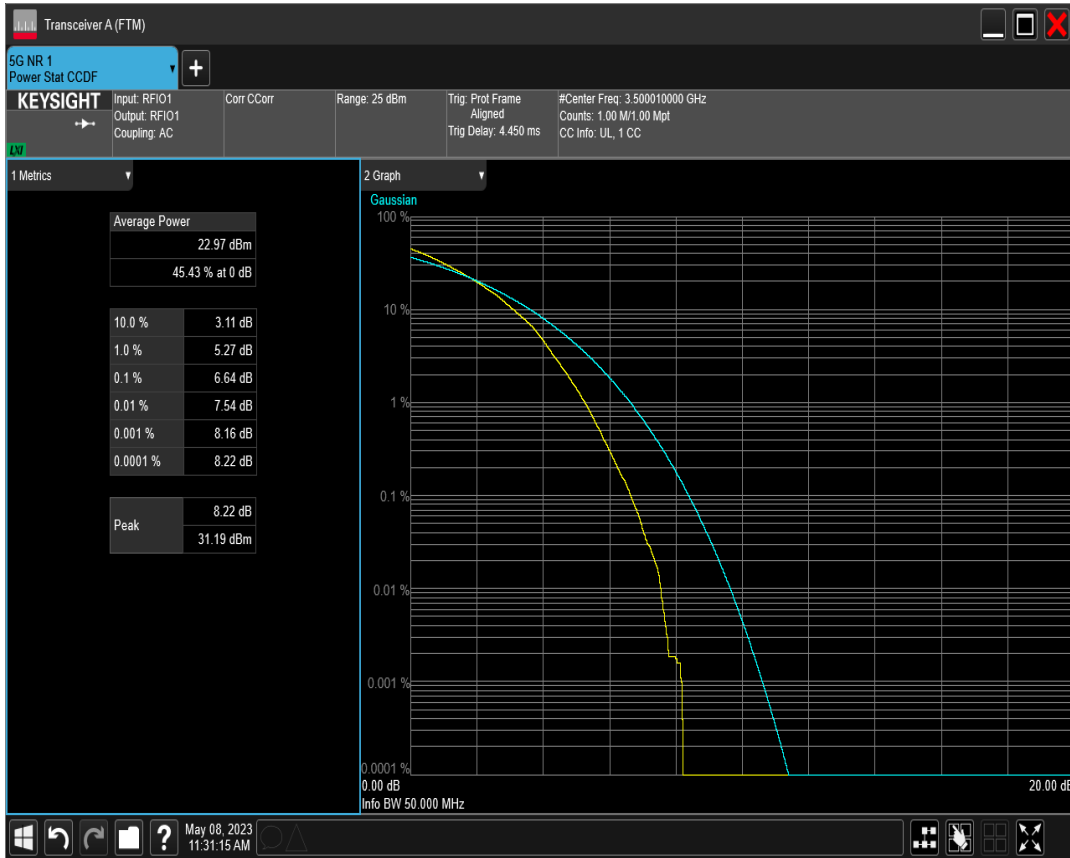 Transceiver A (FTM)
5G NR 1
Power Stat CCDF
KEYSIGHT
LXI
Input: RFIO1
Output: RFIO1
Coupling: AC
Corr CCorr
Range: 25 dBm
Trig: Prot Frame
Aligned
Trig Delay: 4.450 ms
#Center Freq: 3.500010000 GHz
Counts: 1.00 M/1.00 Mpt
CC Info: UL, 1 CC
1 Metrics
Average Power
22.97 dBm
45.43 % at 0 dB
10.0 % 3.11 dB
1.0 % 5.27 dB
0.1 % 6.64 dB
0.01 % 7.54 dB
0.001 % 8.16 dB
0.0001 % 8.22 dB
Peak
8.22 dB
31.19 dBm
2 Graph
Gaussian
100 %
10 %
1 %
0.1 %
0.01 %
0.001 %
0.0001 %
0.00 dB
20.00 dB
Info BW 50.000 MHz
?
May 08, 2023
11:31:15 AM